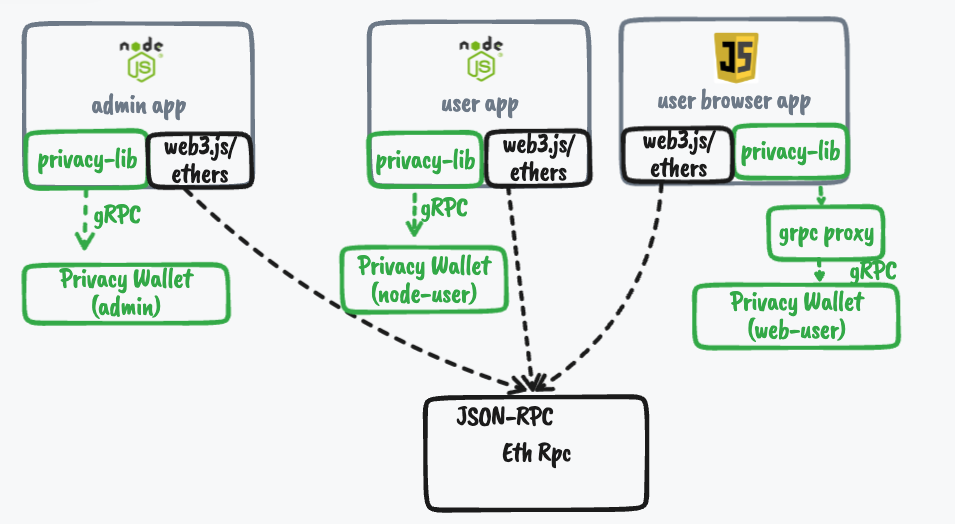 node
JS
admin app
privacy-lib
web3.js/
ethers
gRPC
Privacy Wallet
(admin)
node
JS
user app
privacy-lib
web3.js/
ethers
gRPC
Privacy Wallet
(node-user)
JS
user browser app
web3.js/
ethers
privacy-lib
grpc proxy
gRPC
Privacy Wallet
(web-user)
JSON-RPC
Eth Rpc